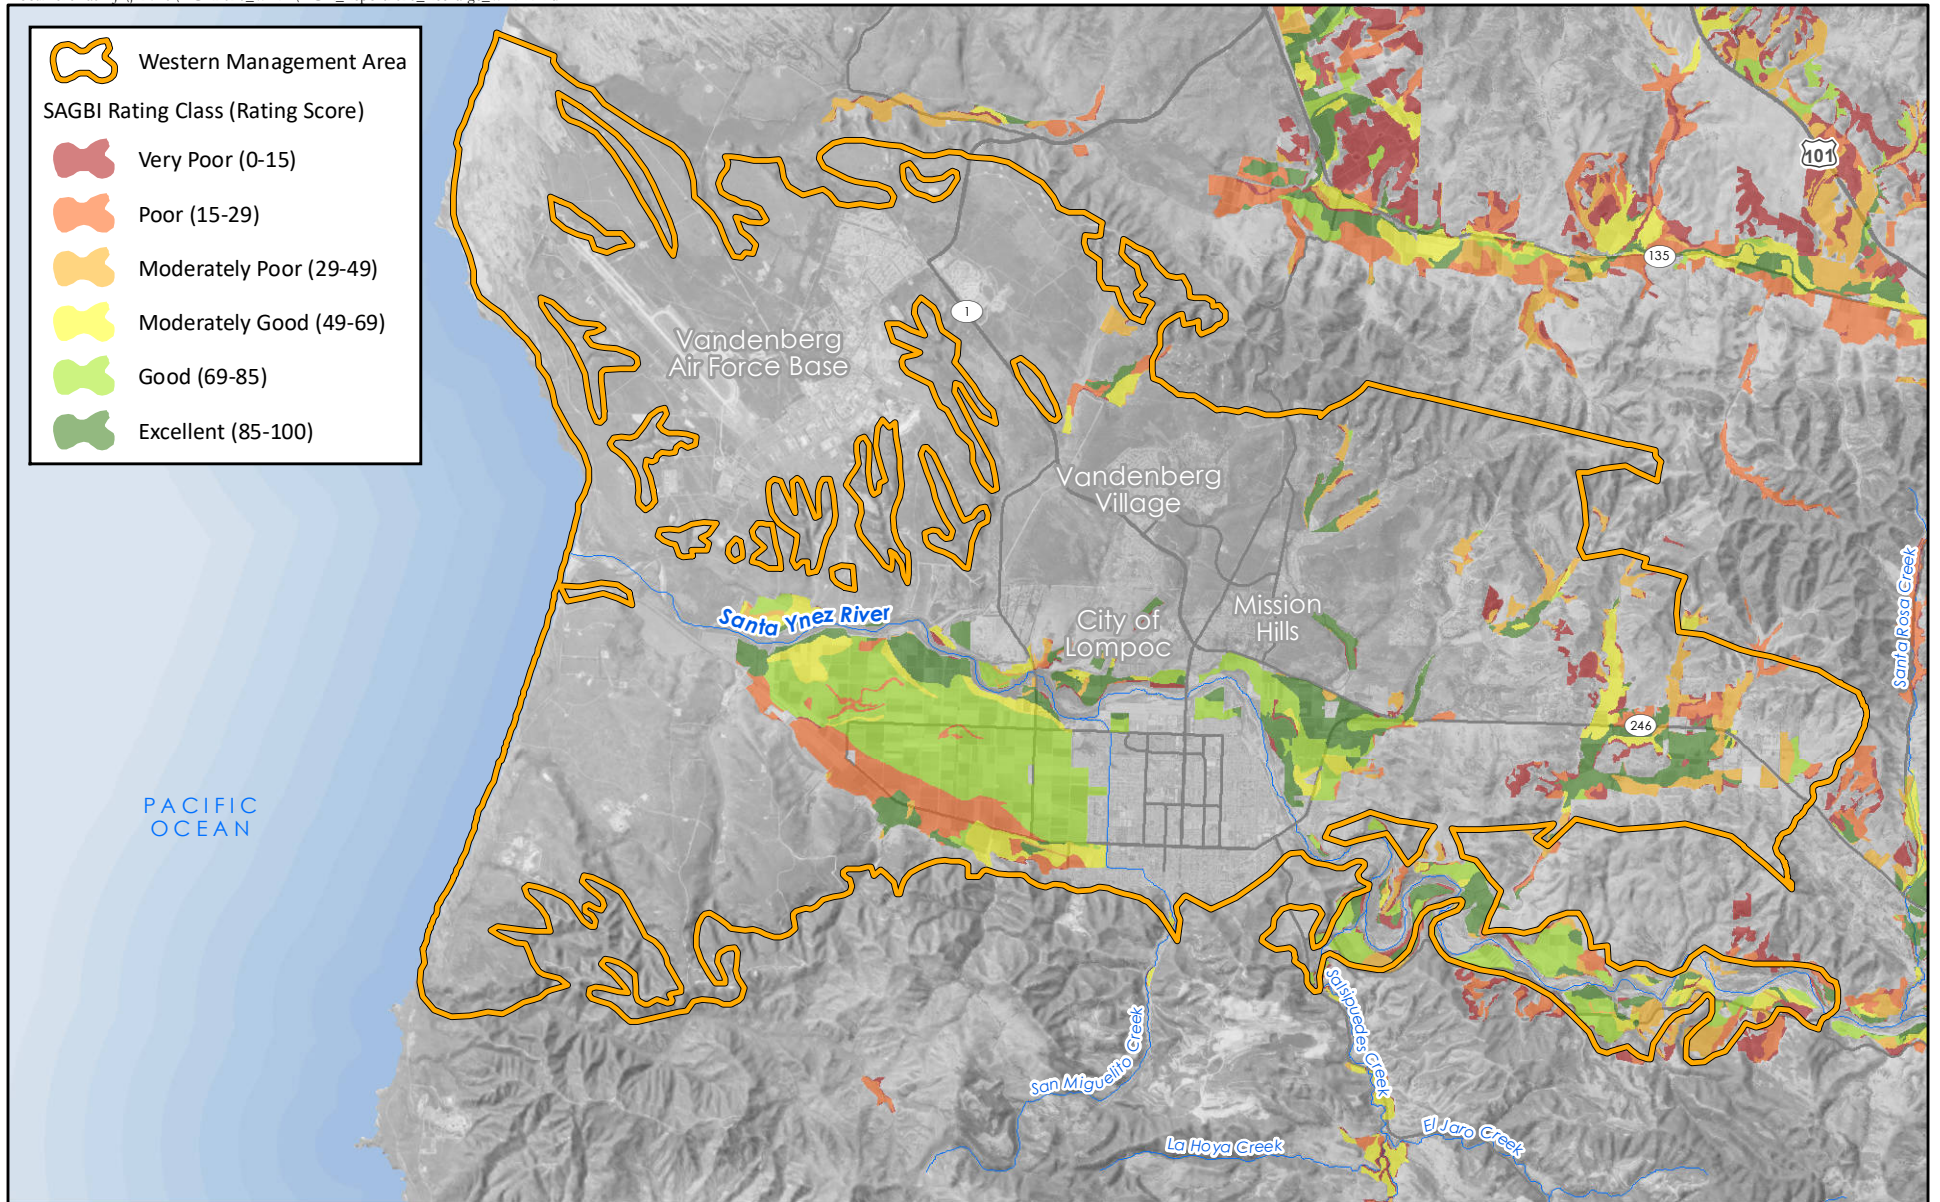 Western Management Area
SAGBI Rating Class (Rating Score)
Very Poor (0-15)
Poor (15-29)
Moderately Poor (29-49)
Moderately Good (49-69)
Good (69-85)
Excellent (85-100)
101
135
1
Vandenberg
Air Force Base
Vandenberg
Village
Santa Ynez River
City of
Lompoc
Mission
Hills
Santa Rosa Creek
246
PACIFIC
OCEAN
Salsipuedes Creek
San Miguelito Creek
La Hoya Creek
El Jaro Creek